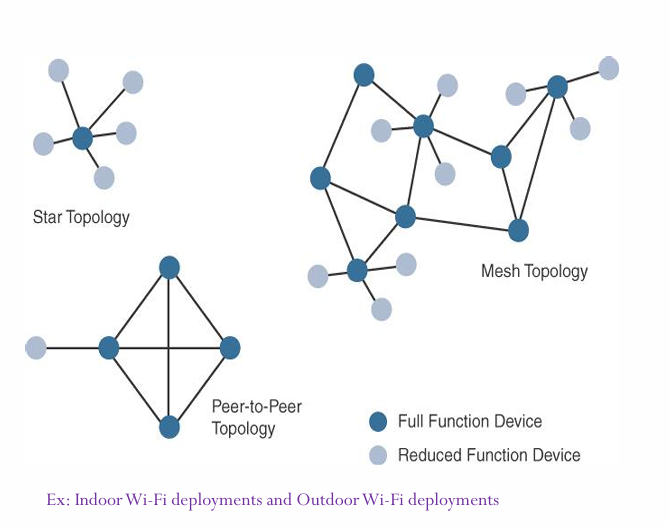 Star Topology
Mesh Topology
Peer-to-Peer
Topology
Full Function Device
Reduced Function Device
Ex: Indoor Wi-Fi deployments and Outdoor Wi-Fi deployments